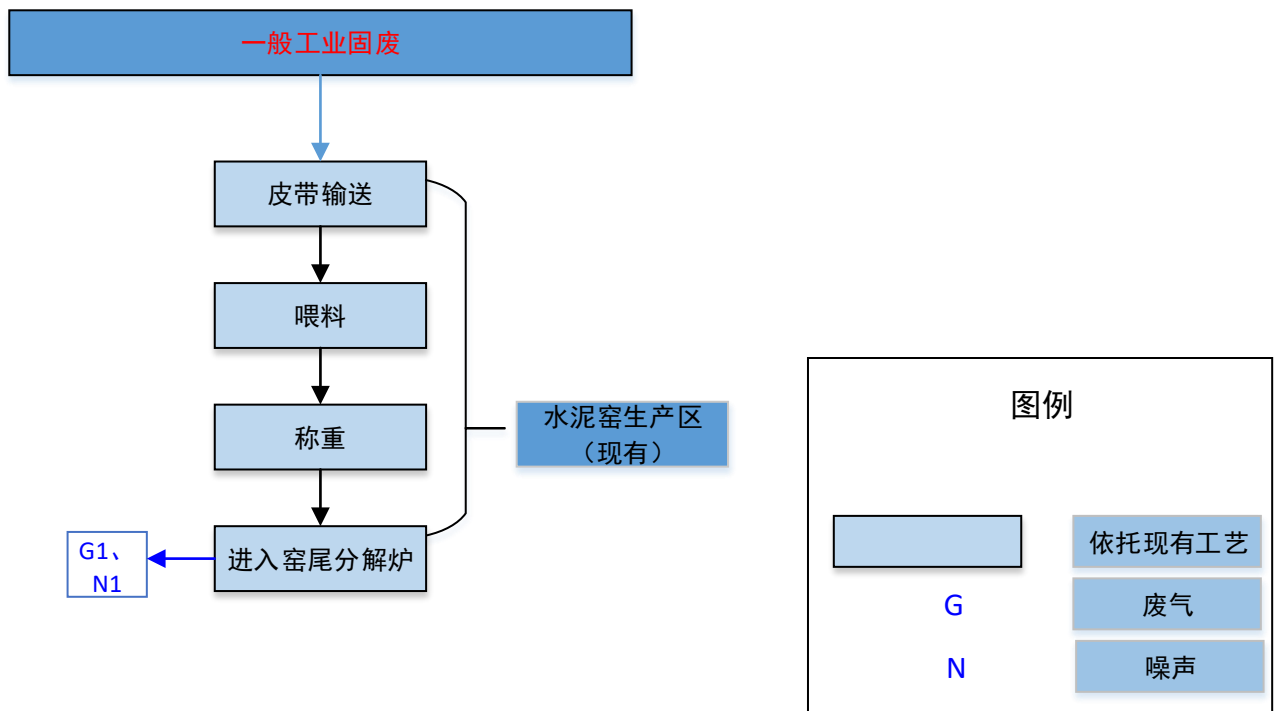 一般工业固废
皮带输送
喂料
称重
水泥窑生产区
（现有）
进入窑尾分解炉
G1、
N1
图例
依托现有工艺
G
废气
N
噪声